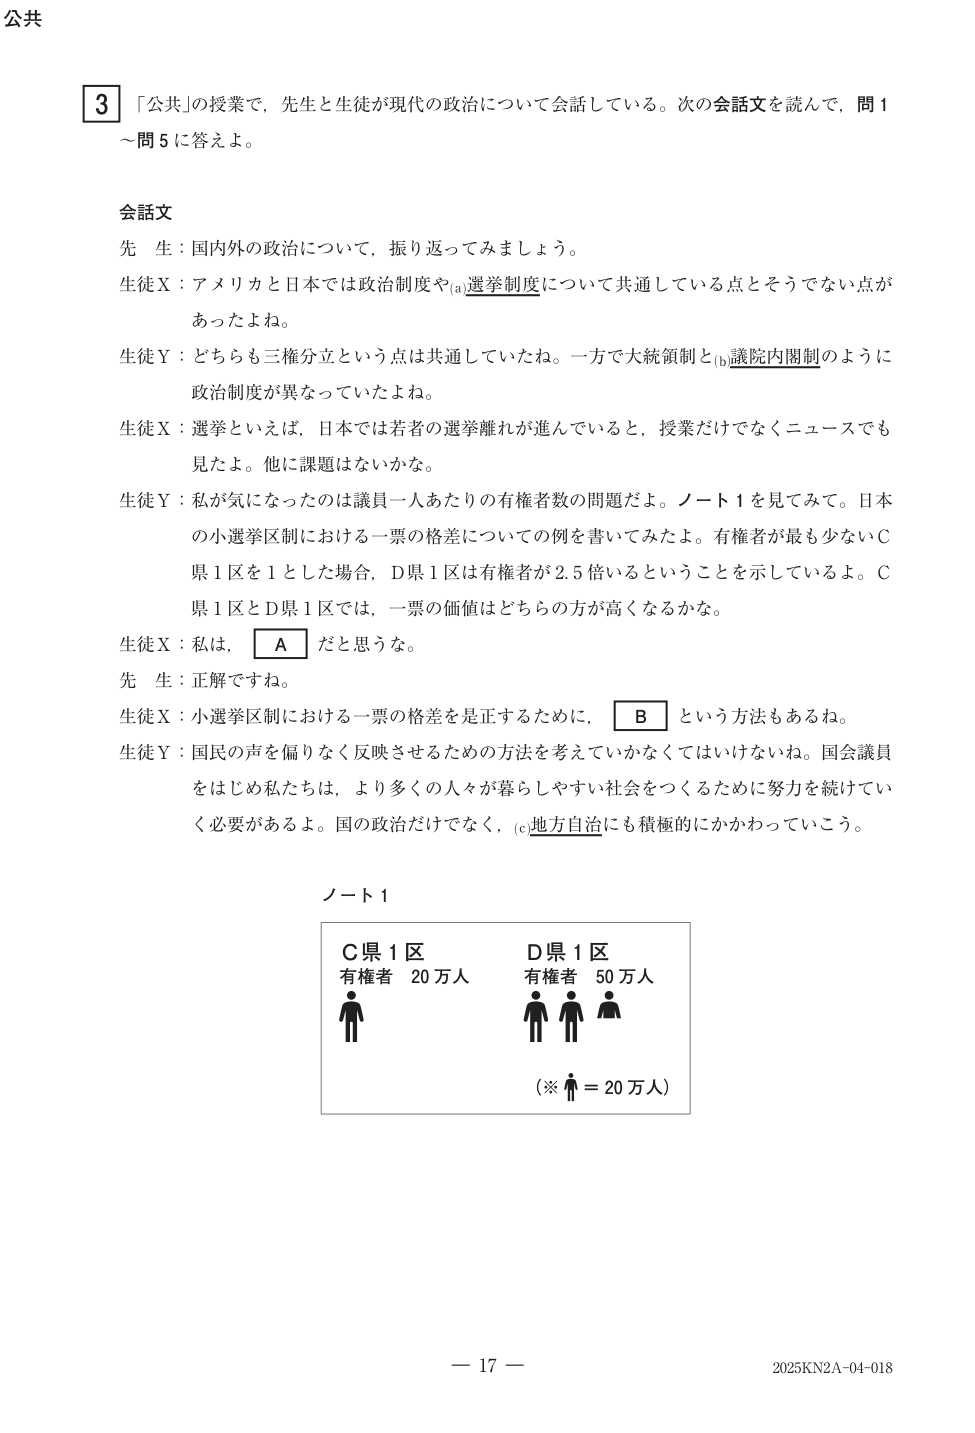 公共
3 「公共」の授業で，先生と生徒が現代の政治について会話している。次の会話文を読んで，問1
～問5に答えよ。
会話文
先　生：国内外の政治について，振り返ってみましょう。
生徒Ｘ：アメリカと日本では政治制度や(a)選挙制度について共通している点とそうでない点が
あったよね。
生徒Ｙ：どちらも三権分立という点は共通していたね。一方で大統領制と(b)議院内閣制のように
政治制度が異なっていたよね。
生徒Ｘ：選挙といえば，日本では若者の選挙離れが進んでいると，授業だけでなくニュースでも
見たよ。他に課題はないかな。
生徒Ｙ：私が気になったのは議員一人あたりの有権者数の問題だよ。ノート1を見てみて。日本
の小選挙区制における一票の格差についての例を書いてみたよ。有権者が最も少ないＣ
県1区を1とした場合，Ｄ県1区は有権者が2.5倍いるということを示しているよ。Ｃ
県1区とＤ県1区では，一票の価値はどちらの方が高くなるかな。
生徒Ｘ：私は， A だと思うな。
先　生：正解ですね。
生徒Ｘ：小選挙区制における一票の格差を是正するために， B という方法もあるね。
生徒Ｙ：国民の声を偏りなく反映させるための方法を考えていかなくてはいけないね。国会議員
をはじめ私たちは，より多くの人々が暮らしやすい社会をつくるために努力を続けてい
く必要があるよ。国の政治だけでなく，(c)地方自治にも積極的にかかわっていこう。
ノート1
Ｃ県1区　Ｄ県1区
有権者　20万人　有権者　50万人
（※ ＝20万人）
― 17 ―
2025KN2A-04-018